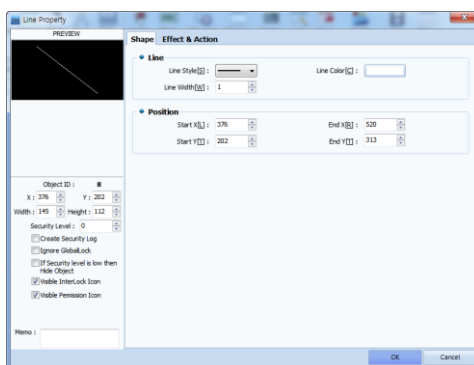 Line Property
PREVIEW
Object ID : 8
X : 376 Y : 202
Width : 145 Height : 112
Security Level : 0
Create Security Log
Ignore GlobalLock
If Security level is low then
Hide Object
Visible InterLock Icon
Visible Pemission Icon
Memo :
Shape Effect & Action
Line
Line Style[S] : Line Color[C] :
Line Width[W] : 1
Position
Start X[L] : 376 End X[R] : 520
Start Y[T] : 202 End Y[T] : 313
OK Cancel